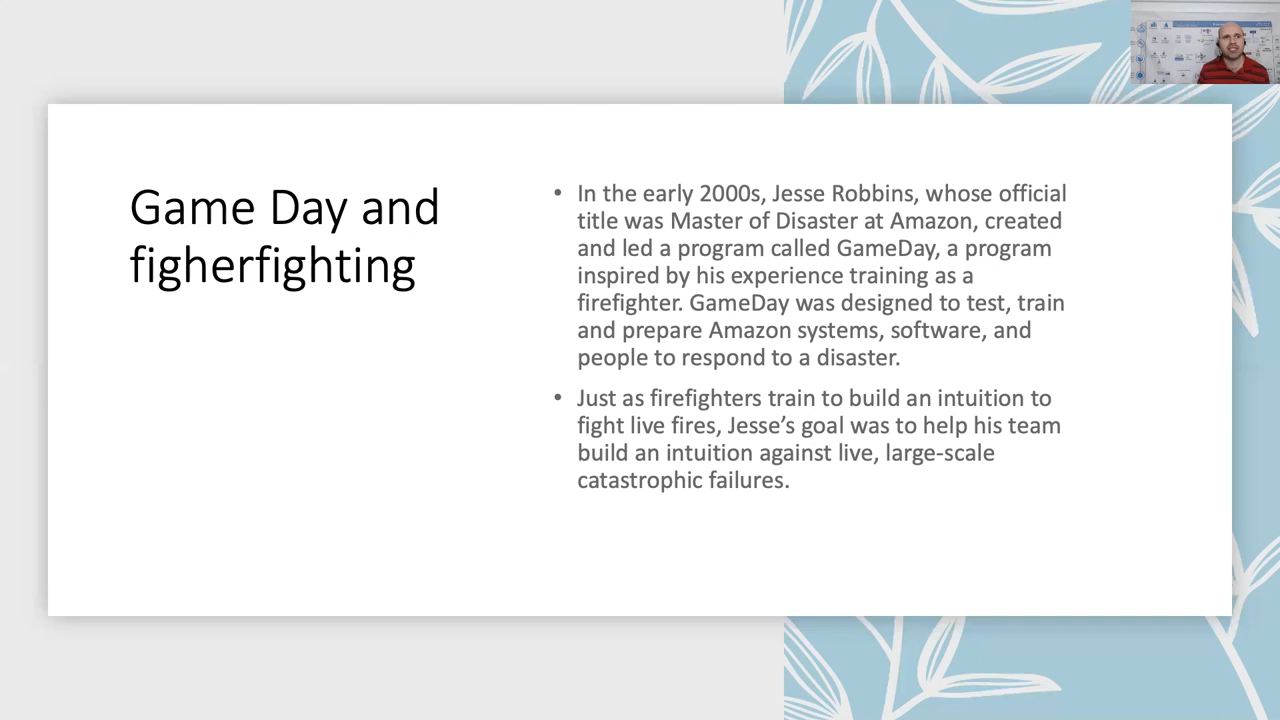 Game Day and
figherfighting
• In the early 2000s, Jesse Robbins, whose official
title was Master of Disaster at Amazon, created
and led a program called GameDay, a program
inspired by his experience training as a
firefighter. GameDay was designed to test, train
and prepare Amazon systems, software, and
people to respond to a disaster.
• Just as firefighters train to build an intuition to
fight live fires, Jesse’s goal was to help his team
build an intuition against live, large-scale
catastrophic failures.